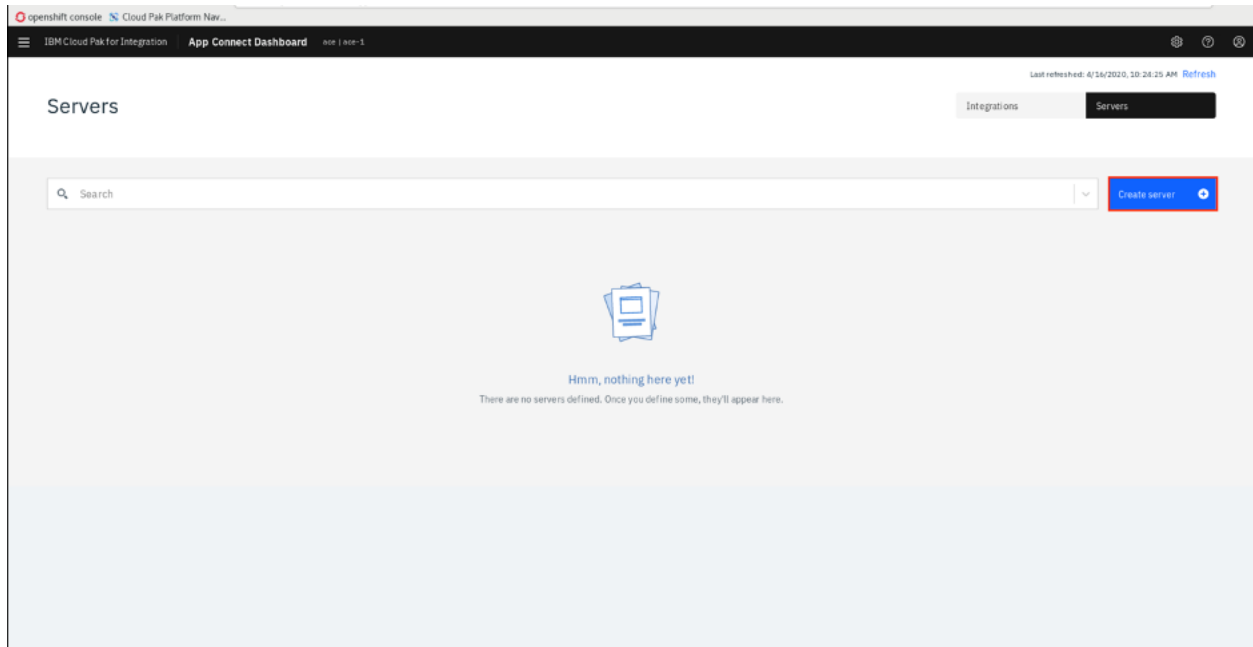 openshift console Cloud Pak Platform Nav...
IBM Cloud Pak for Integration App Connect Dashboard ace | ace-1
Last refreshed: 4/16/2020, 10:24:25 AM Refresh
Servers
Integrations Servers
Search
Create server
Hmm, nothing here yet!
There are no servers defined. Once you define some, they'll appear here.